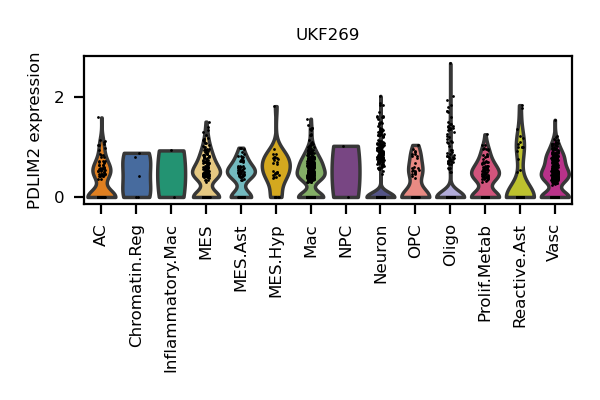 UKF269
PDLIM2 expression
2
0
AC
Chromatin.Reg
Inflammatory.Mac
MES
MES.Ast
MES.Hyp
Mac
NPC
Neuron
OPC
Oligo
Prolif.Metab
Reactive.Ast
Vasc